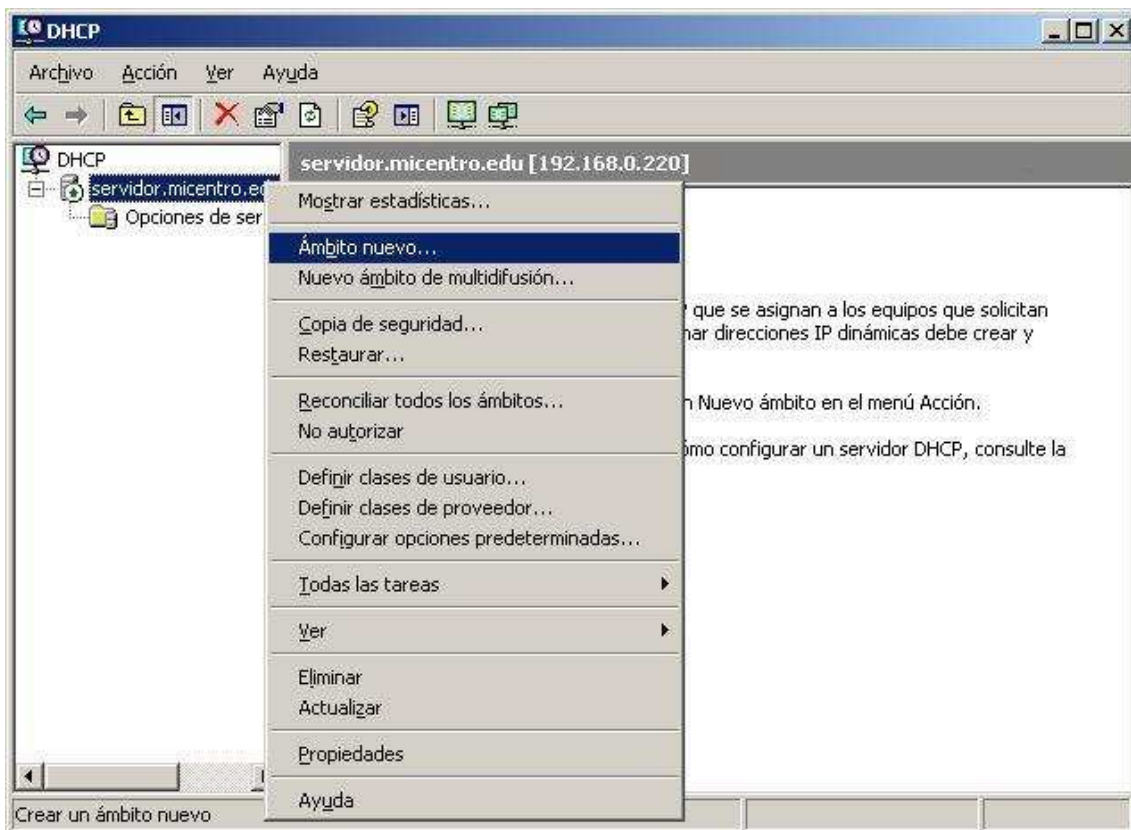 DHCP
Archivo Acción Ver Ayuda
DHCP
servidor.micentro.ed
Opciones de ser
servidor.micentro.edu [192.168.0.220]
Mostrar estadísticas...
Ámbito nuevo...
Nuevo ámbito de multidifusión...
Copia de seguridad...
Restaurar...
Reconciliar todos los ámbitos...
No autorizar
Definir clases de usuario...
Definir clases de proveedor...
Configurar opciones predeterminadas...
Todas las tareas
Ver
Eliminar
Actualizar
Propiedades
Ayuda
que se asignan a los equipos que solicitan
nar direcciones IP dinámicas debe crear y
n Nuevo ámbito en el menú Acción.
ómo configurar un servidor DHCP, consulte la
Crear un ámbito nuevo